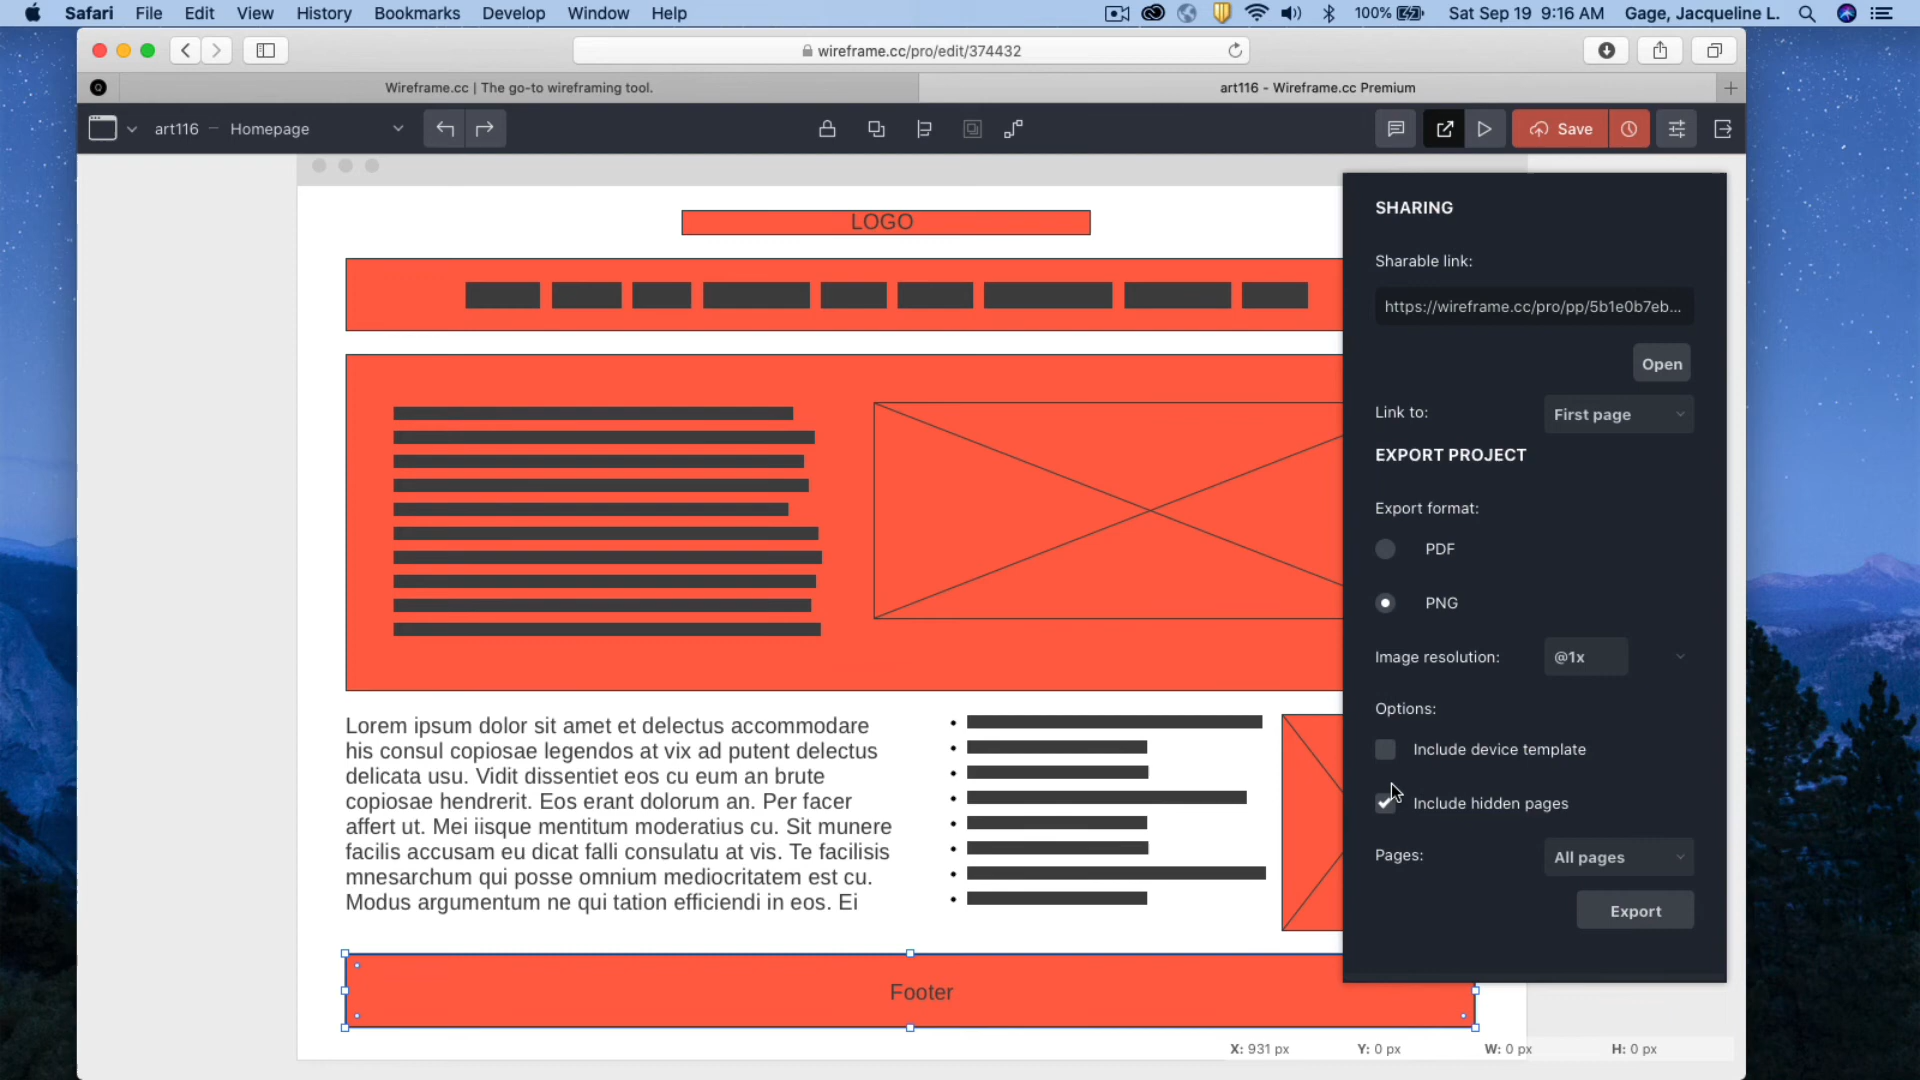 Safari File Edit View History Bookmarks Develop Window Help 100% Sat Sep 19 9:16 AM Gage, Jacqueline L.
wireframe.cc/pro/edit/374432
Wireframe.cc | The go-to wireframing tool.
art116 - Wireframe.cc Premium
art116 – Homepage
Save
LOGO
Lorem ipsum dolor sit amet et delectus accommodare
his consul copiosae legendos at vix ad putent delectus
delicata usu. Vidit dissentiet eos cu eum an brute
copiosae hendrerit. Eos erant dolorum an. Per facer
affert ut. Mei iisque mentitum moderatius cu. Sit munere
facilis accusam eu dicat falli consulatu at vis. Te facilisis
mnesarchum qui posse omnium mediocritatem est cu.
Modus argumentum ne qui tation efficiendi in eos. Ei
Footer
SHARING
Sharable link:
https://wireframe.cc/pro/pp/5b1e0b7eb...
Open
Link to: First page
EXPORT PROJECT
Export format:
PDF
PNG
Image resolution: @1x
Options:
Include device template
Include hidden pages
Pages: All pages
Export
X: 931 px Y: 0 px W: 0 px H: 0 px